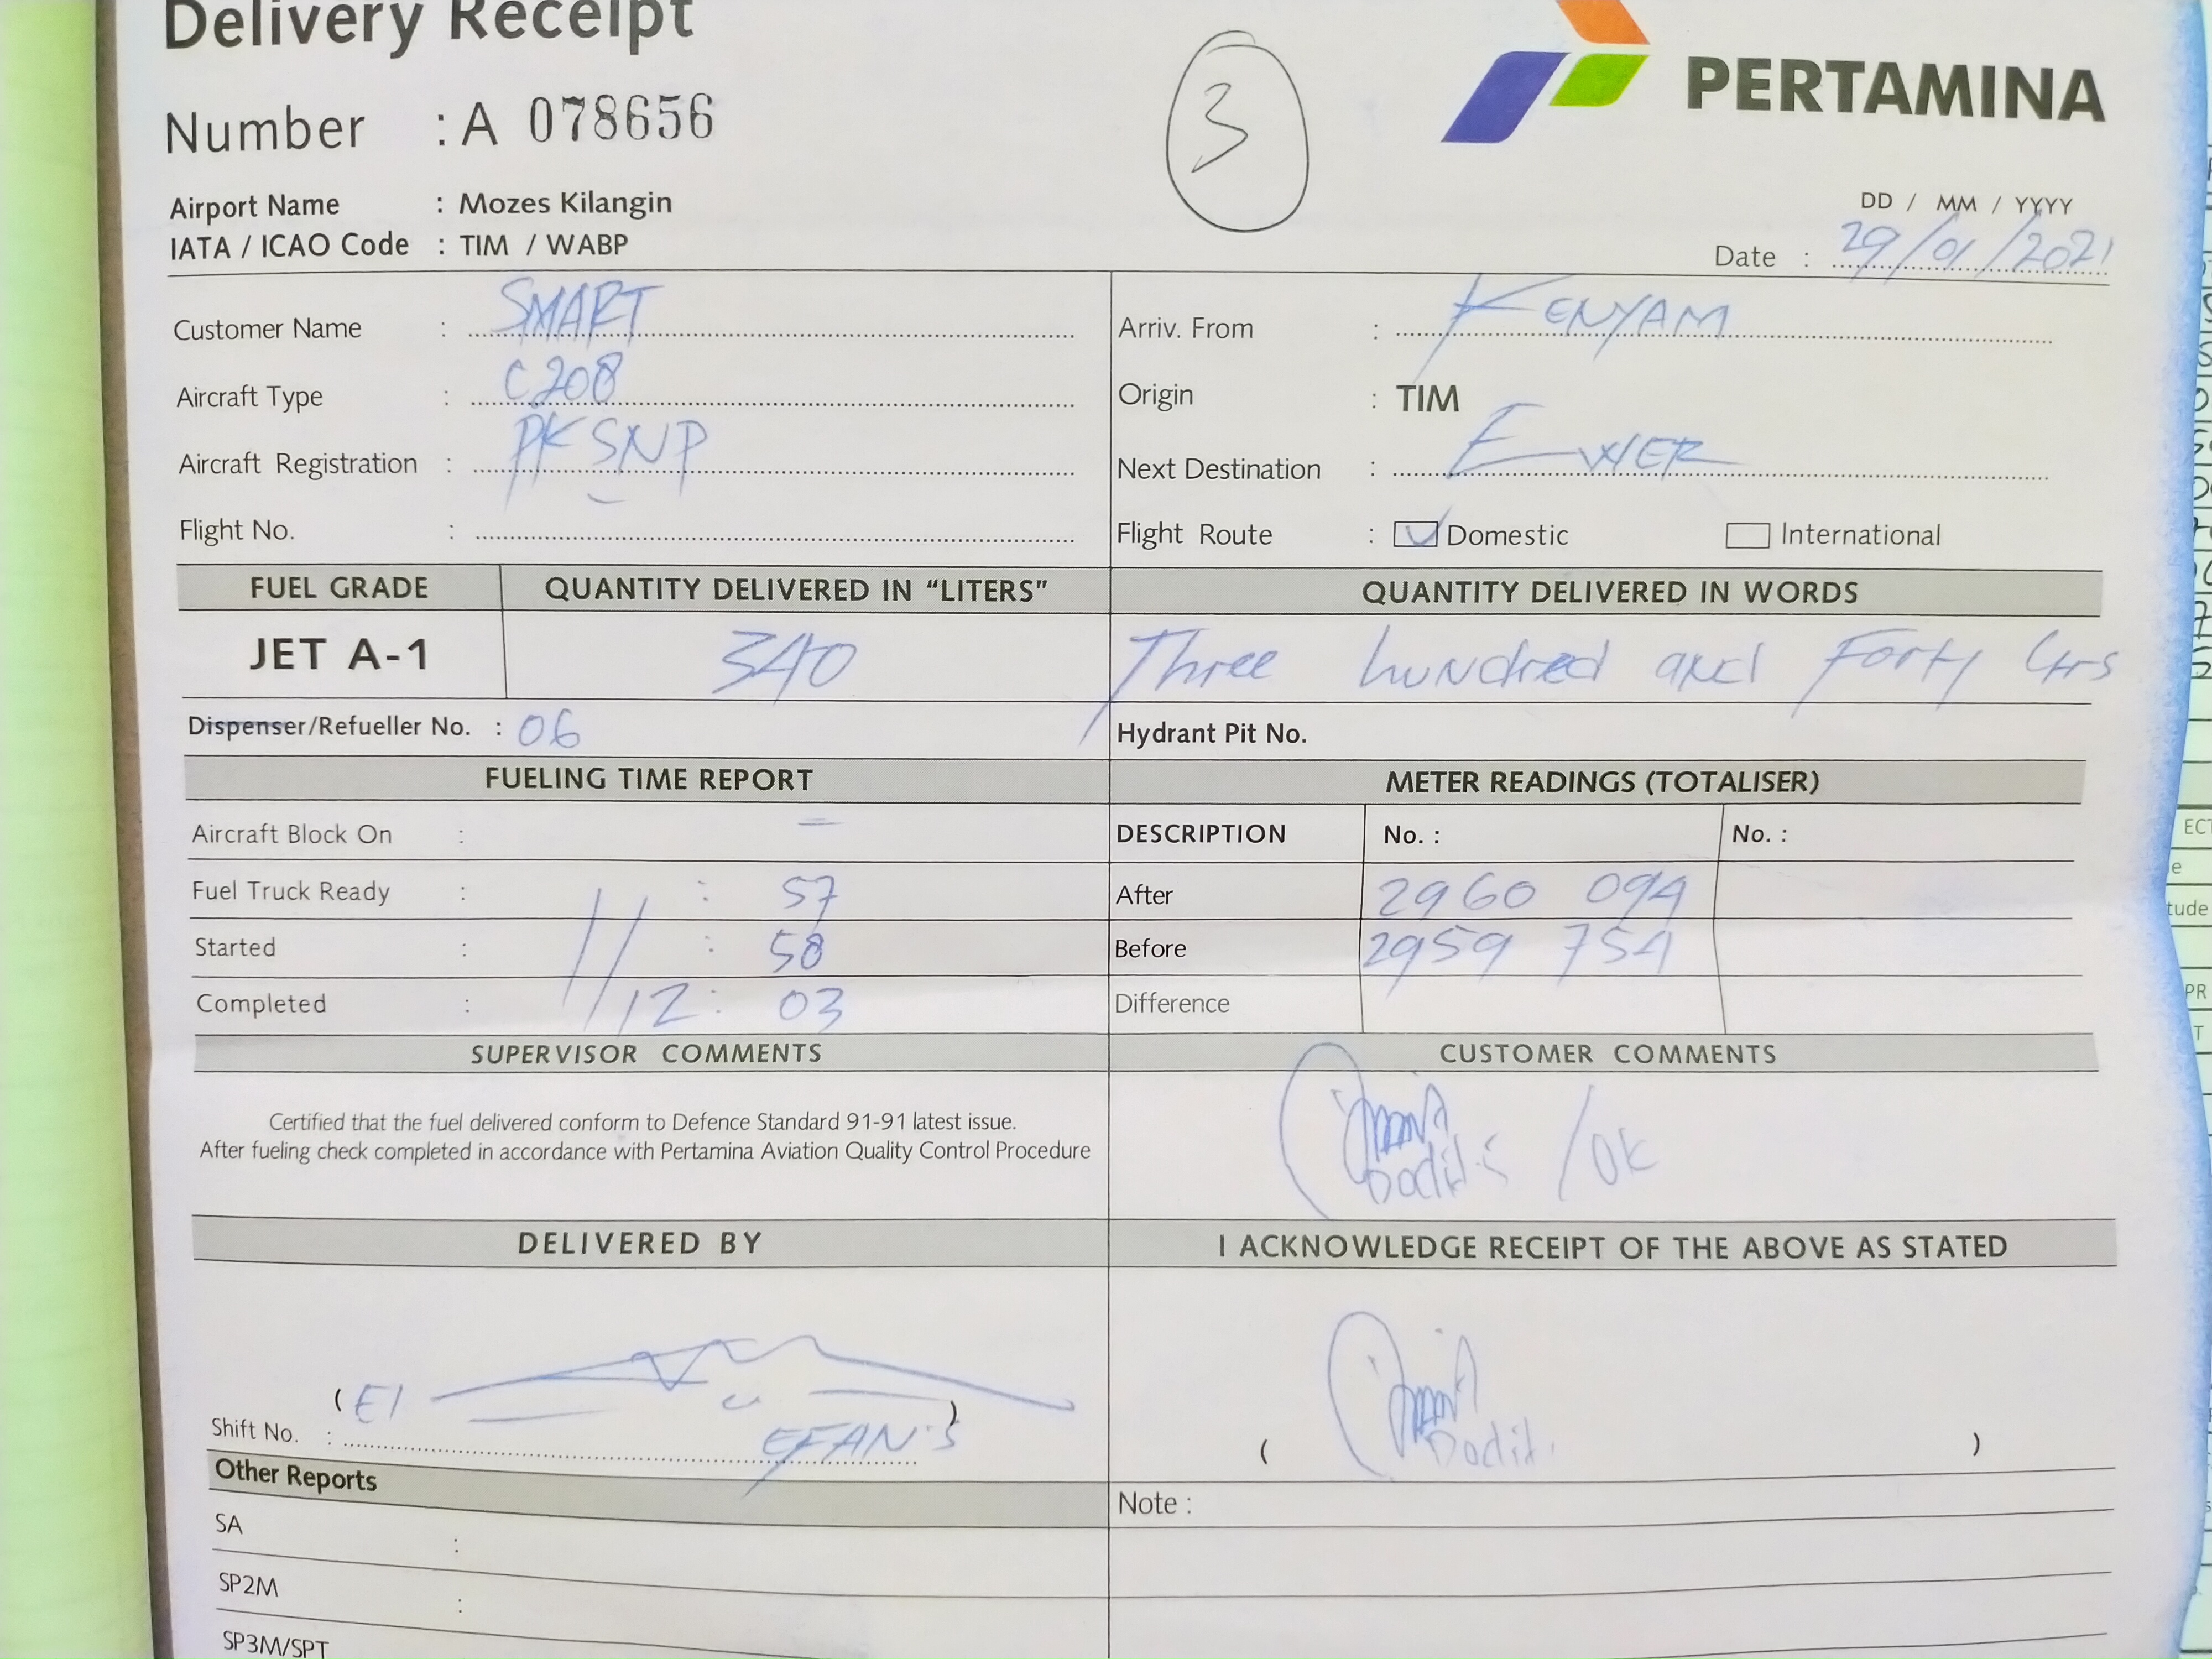 Delivery Receipt
3
PERTAMINA
Number : A 078656
Airport Name : Mozes Kilangin
IATA / ICAO Code : TIM / WABP
DD / MM / YYYY
Date : 29/01/2021
Customer Name : SMART
Aircraft Type : C208
Aircraft Registration : PK SNP
Flight No. :
Arriv. From : KENYAM
Origin : TIM
Next Destination : EWER
Flight Route : Domestic International
FUEL GRADE QUANTITY DELIVERED IN "LITERS" QUANTITY DELIVERED IN WORDS
JET A-1 340 Three hundred and Forty Ltrs
Dispenser/Refueller No. : 06 Hydrant Pit No.
FUELING TIME REPORT
Aircraft Block On : –
Fuel Truck Ready : 11 : 57
Started : : 58
Completed : 12 : 03
METER READINGS (TOTALISER)
DESCRIPTION No. : No. :
After 2960 094
Before 2959 754
Difference
SUPERVISOR COMMENTS
Certified that the fuel delivered conform to Defence Standard 91-91 latest issue.
After fueling check completed in accordance with Pertamina Aviation Quality Control Procedure
CUSTOMER COMMENTS
/ OK
DELIVERED BY
( E1 )
Shift No. : EFAN.S
I ACKNOWLEDGE RECEIPT OF THE ABOVE AS STATED
( Dodit. )
Other Reports
SA :
SP2M :
SP3M/SPT
Note :